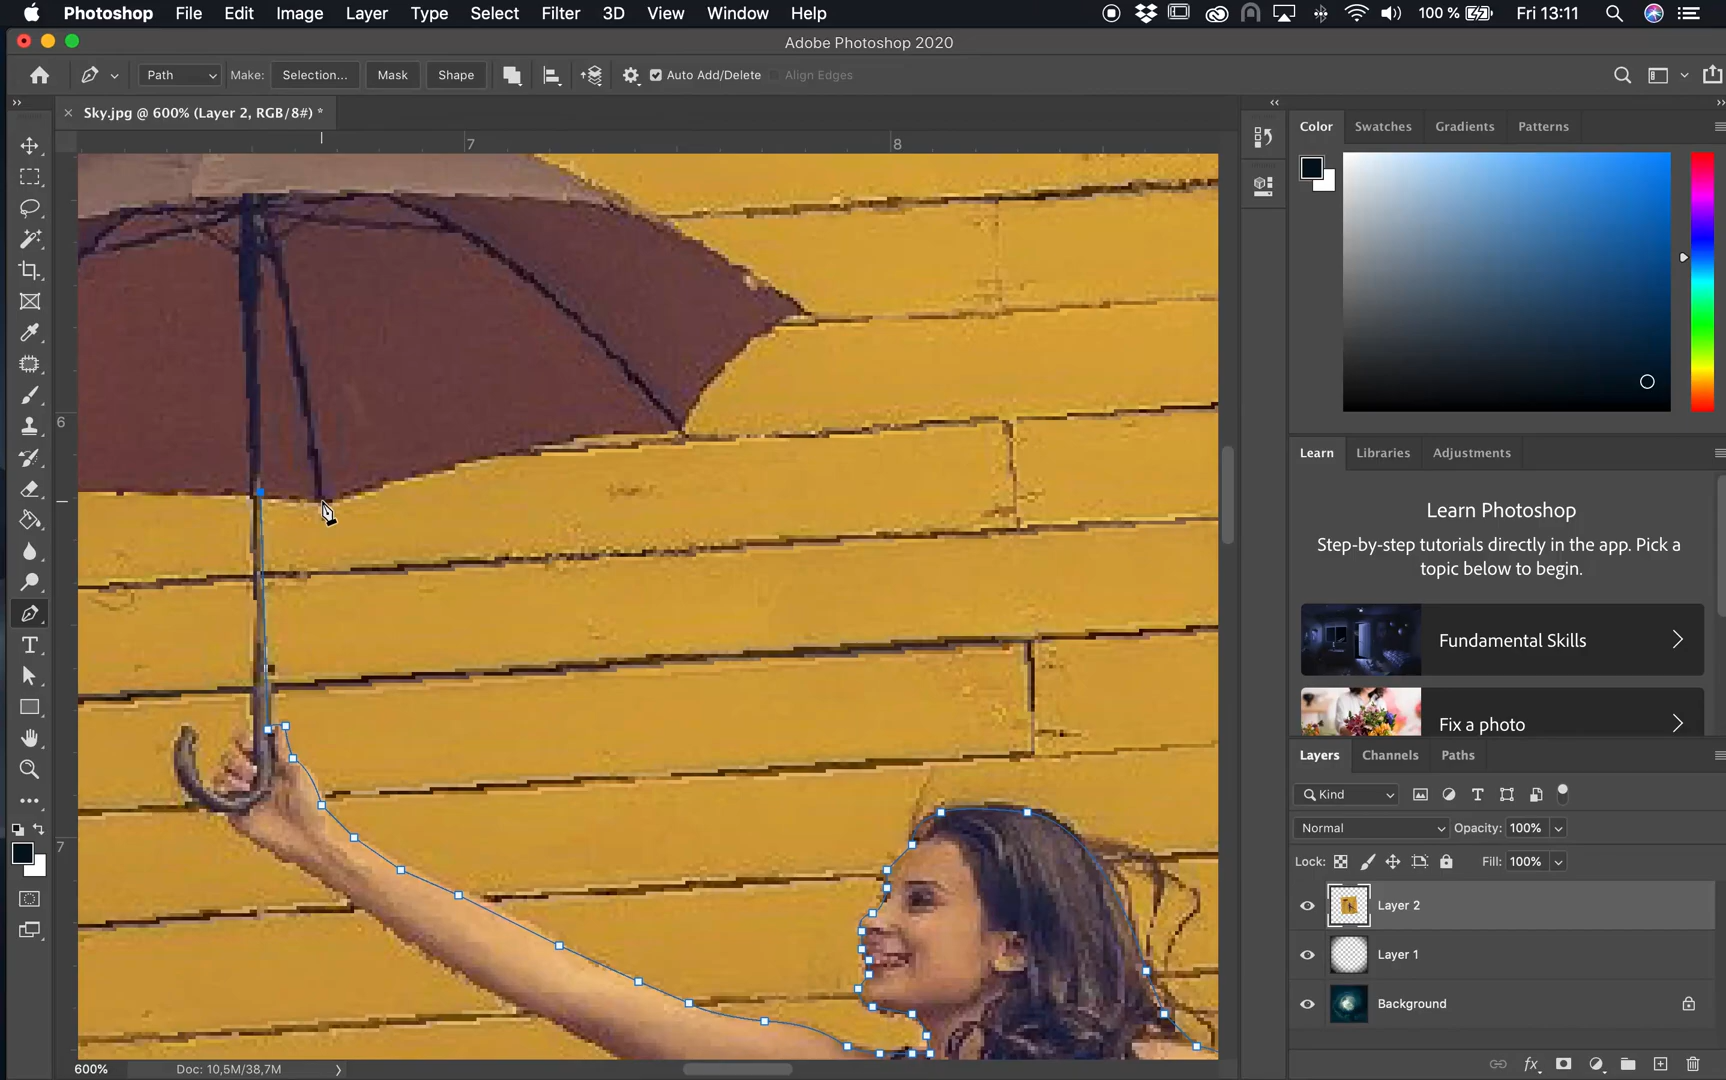 Photoshop File Edit Image Layer Type Select Filter 3D View Window Help 100 % Fri 13:11
Adobe Photoshop 2020
Path Make: Selection... Mask Shape Auto Add/Delete Align Edges
Sky.jpg @ 600% (Layer 2, RGB/8#) *
7 8
6
7
Color Swatches Gradients Patterns
Learn Libraries Adjustments
Learn Photoshop
Step-by-step tutorials directly in the app. Pick a
topic below to begin.
Fundamental Skills
Fix a photo
Layers Channels Paths
Kind
Normal Opacity: 100%
Lock: Fill: 100%
Layer 2
Layer 1
Background
600% Doc: 10,5M/38,7M